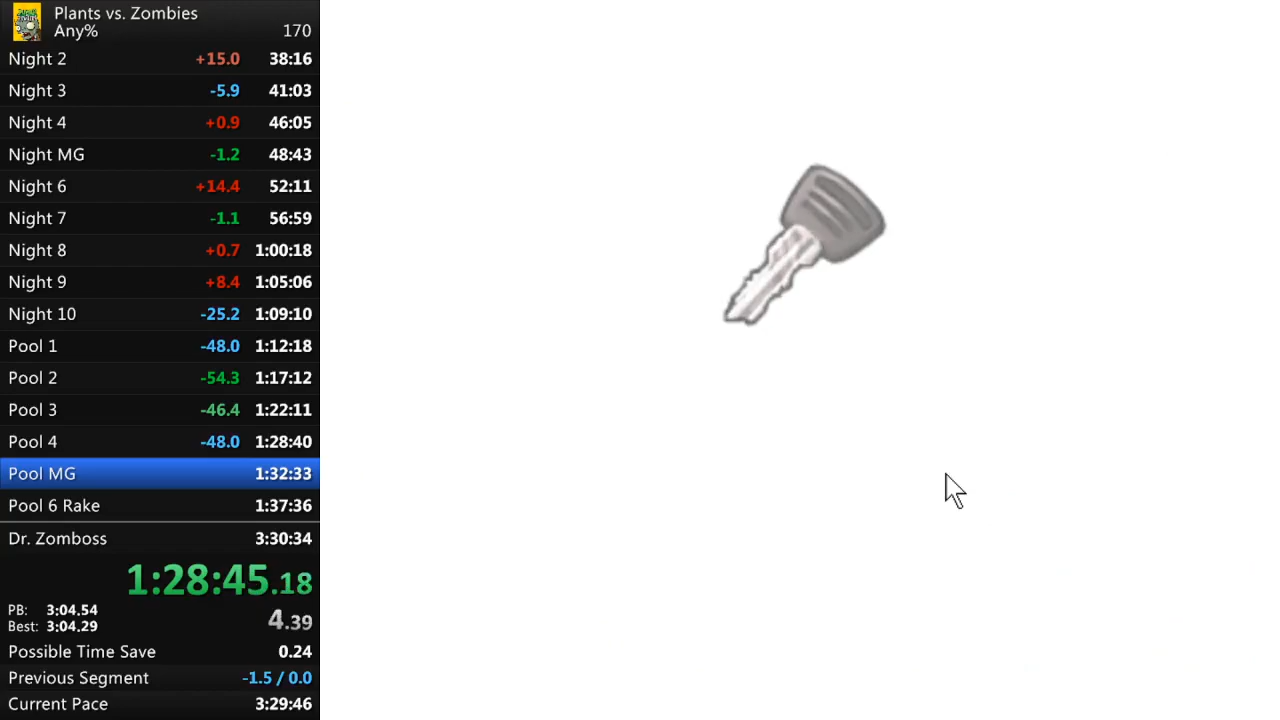 Plants vs. Zombies
Any% 170
Night 2 +15.0 38:16
Night 3 -5.9 41:03
Night 4 +0.9 46:05
Night MG -1.2 48:43
Night 6 +14.4 52:11
Night 7 -1.1 56:59
Night 8 +0.7 1:00:18
Night 9 +8.4 1:05:06
Night 10 -25.2 1:09:10
Pool 1 -48.0 1:12:18
Pool 2 -54.3 1:17:12
Pool 3 -46.4 1:22:11
Pool 4 -48.0 1:28:40
Pool MG 1:32:33
Pool 6 Rake 1:37:36
Dr. Zomboss 3:30:34
1:28:45.18
PB: 3:04.54
Best: 3:04.29 4.39
Possible Time Save 0.24
Previous Segment -1.5 / 0.0
Current Pace 3:29:46